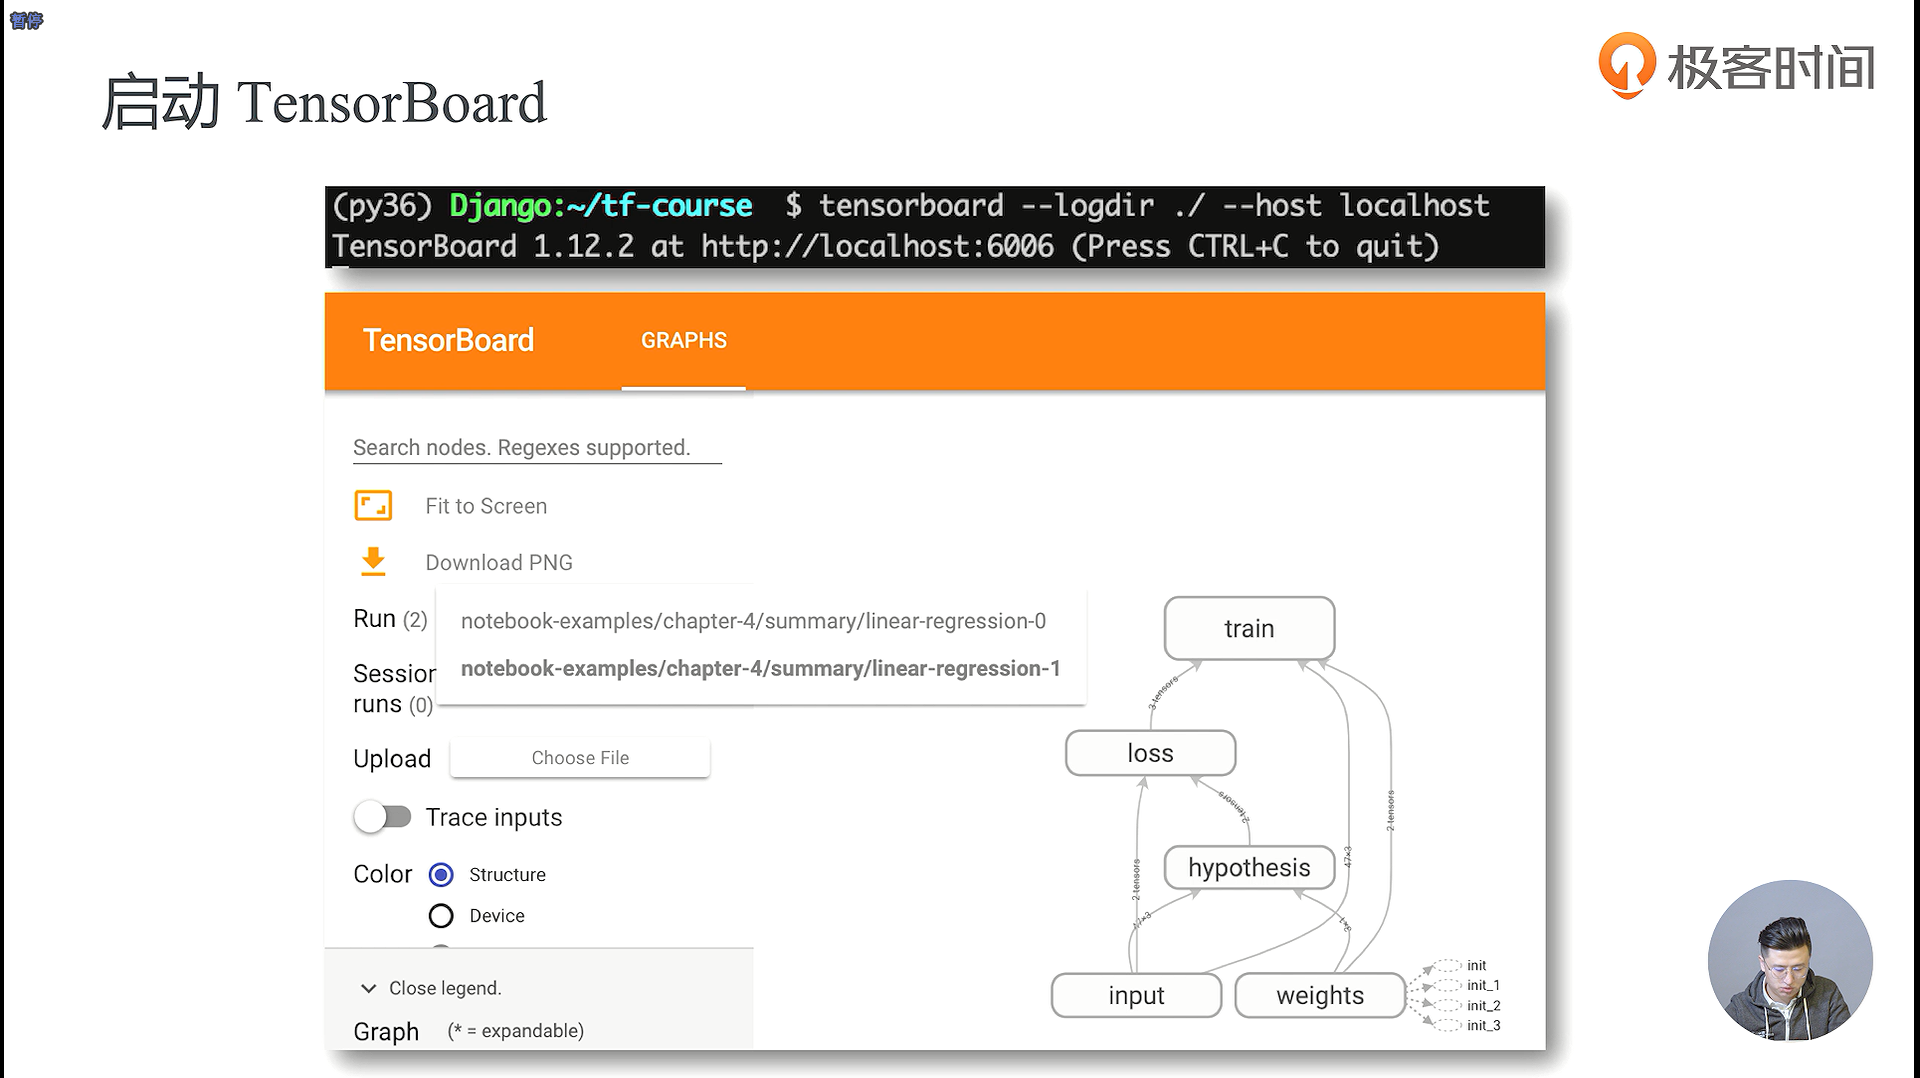 暂停
启动 TensorBoard
极客时间
(py36) Django:~/tf-course $ tensorboard --logdir ./ --host localhost
TensorBoard 1.12.2 at http://localhost:6006 (Press CTRL+C to quit)
TensorBoard
GRAPHS
Search nodes. Regexes supported.
Fit to Screen
Download PNG
Run (2)
notebook-examples/chapter-4/summary/linear-regression-0
notebook-examples/chapter-4/summary/linear-regression-1
Session
runs (0)
Upload
Choose File
Trace inputs
Color
Structure
Device
Close legend.
Graph (* = expandable)
train
3 tensors
loss
2 tensors
2 tensors
hypothesis
47×3
2 tensors
47×3
3×1
input
weights
init
init_1
init_2
init_3